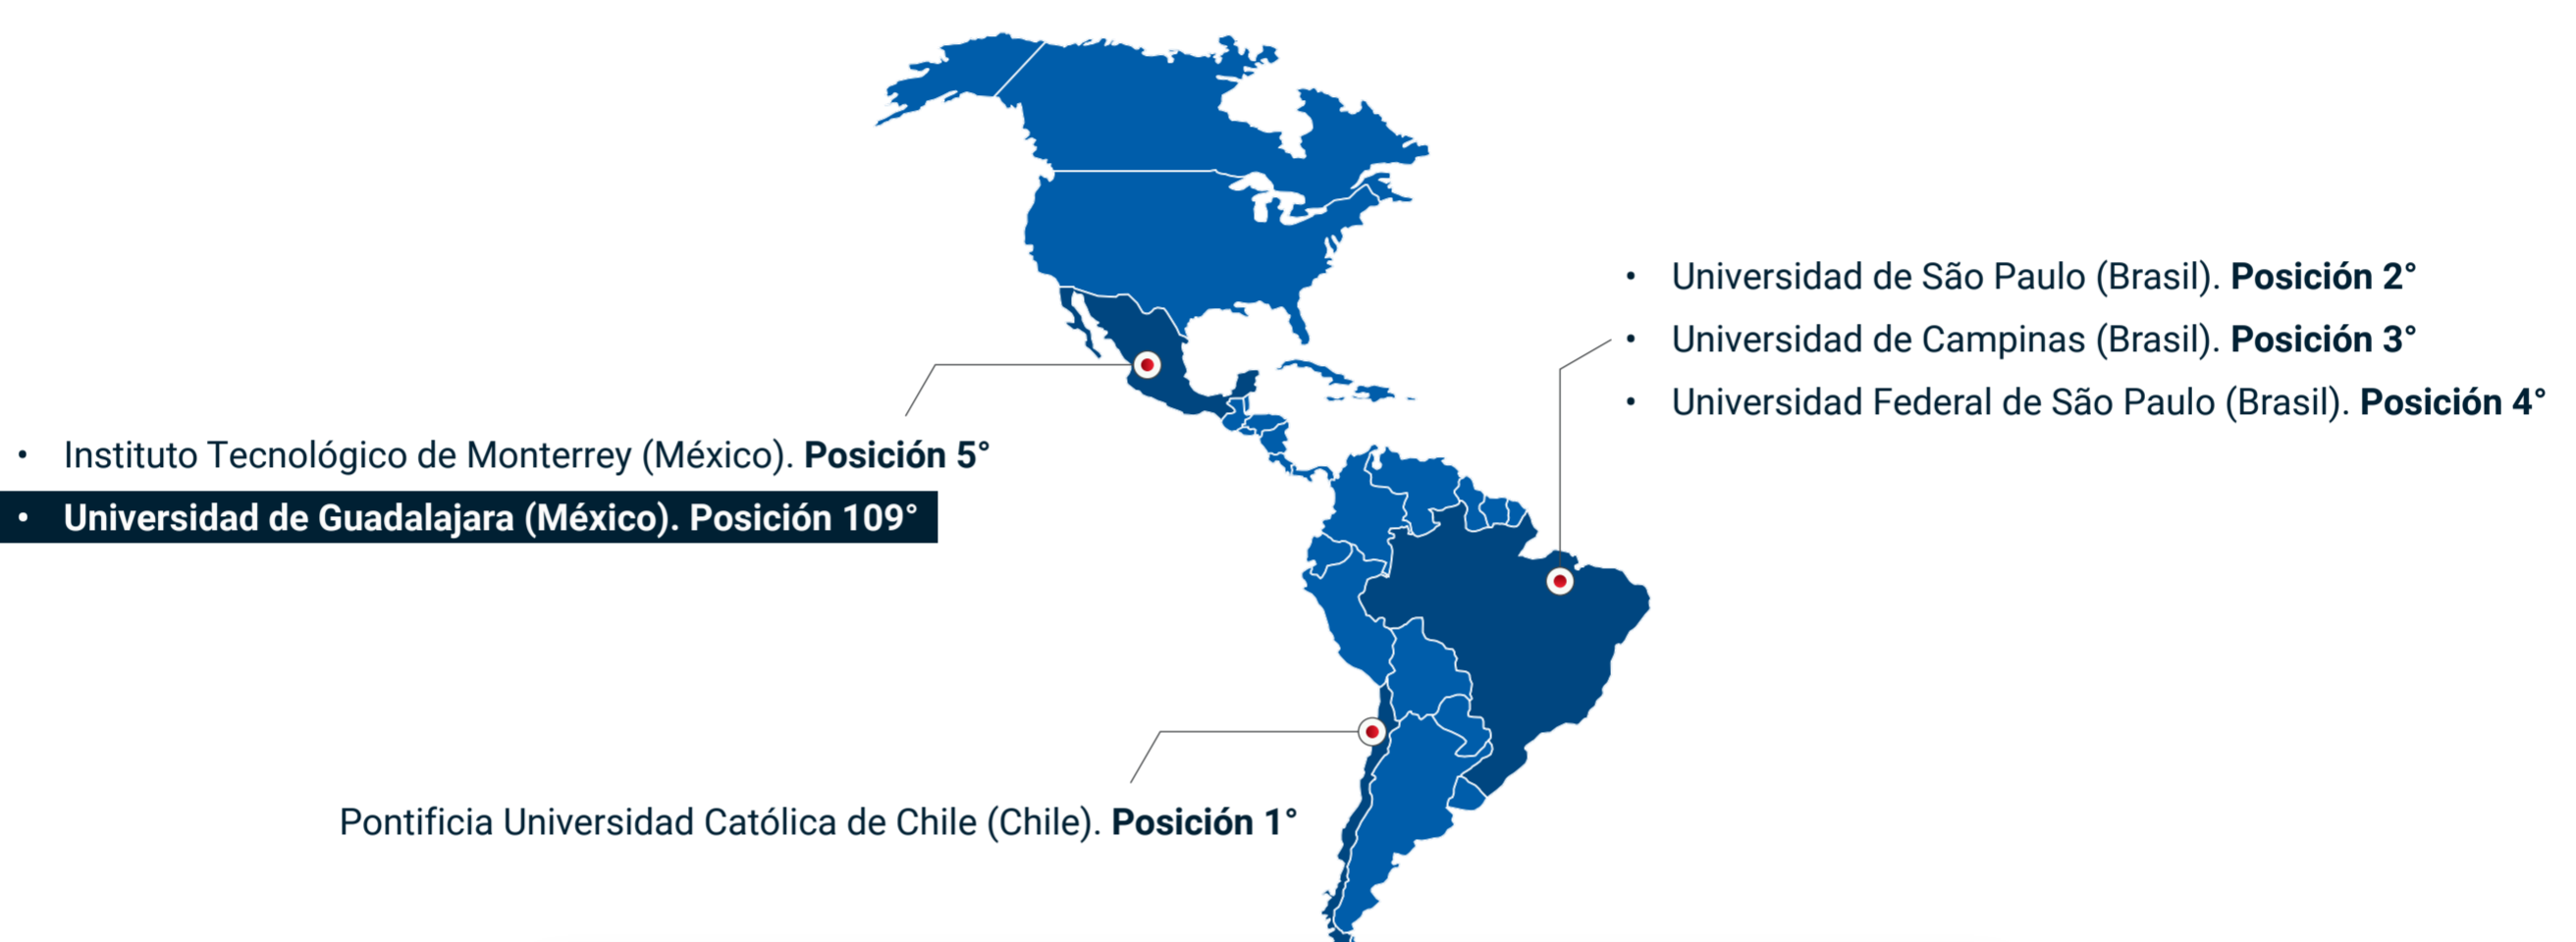 • Universidad de São Paulo (Brasil). Posición 2°
• Universidad de Campinas (Brasil). Posición 3°
• Universidad Federal de São Paulo (Brasil). Posición 4°
• Instituto Tecnológico de Monterrey (México). Posición 5°
• Universidad de Guadalajara (México). Posición 109°
Pontificia Universidad Católica de Chile (Chile). Posición 1°